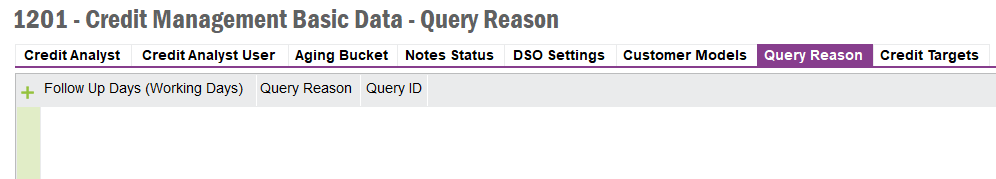 1201 - Credit Management Basic Data - Query Reason
Credit Analyst Credit Analyst User Aging Bucket Notes Status DSO Settings Customer Models Query Reason Credit Targets
+ Follow Up Days (Working Days) Query Reason Query ID